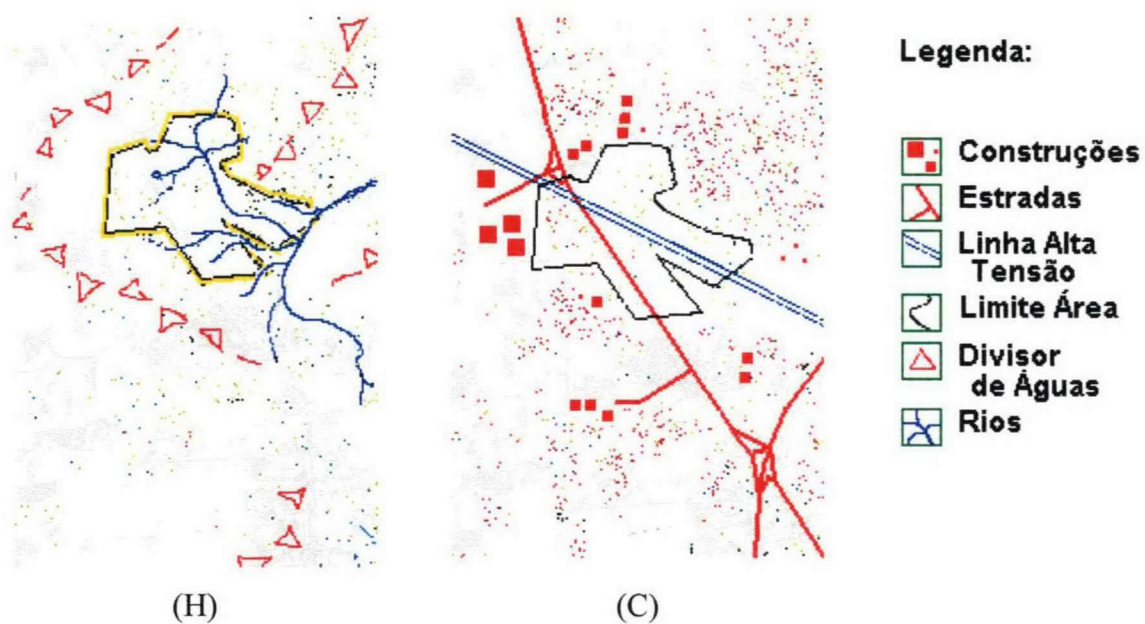 Legenda:
Construções
Estradas
Linha Alta
Tensão
Limite Área
Divisor
de Águas
Rios
(H)
(C)